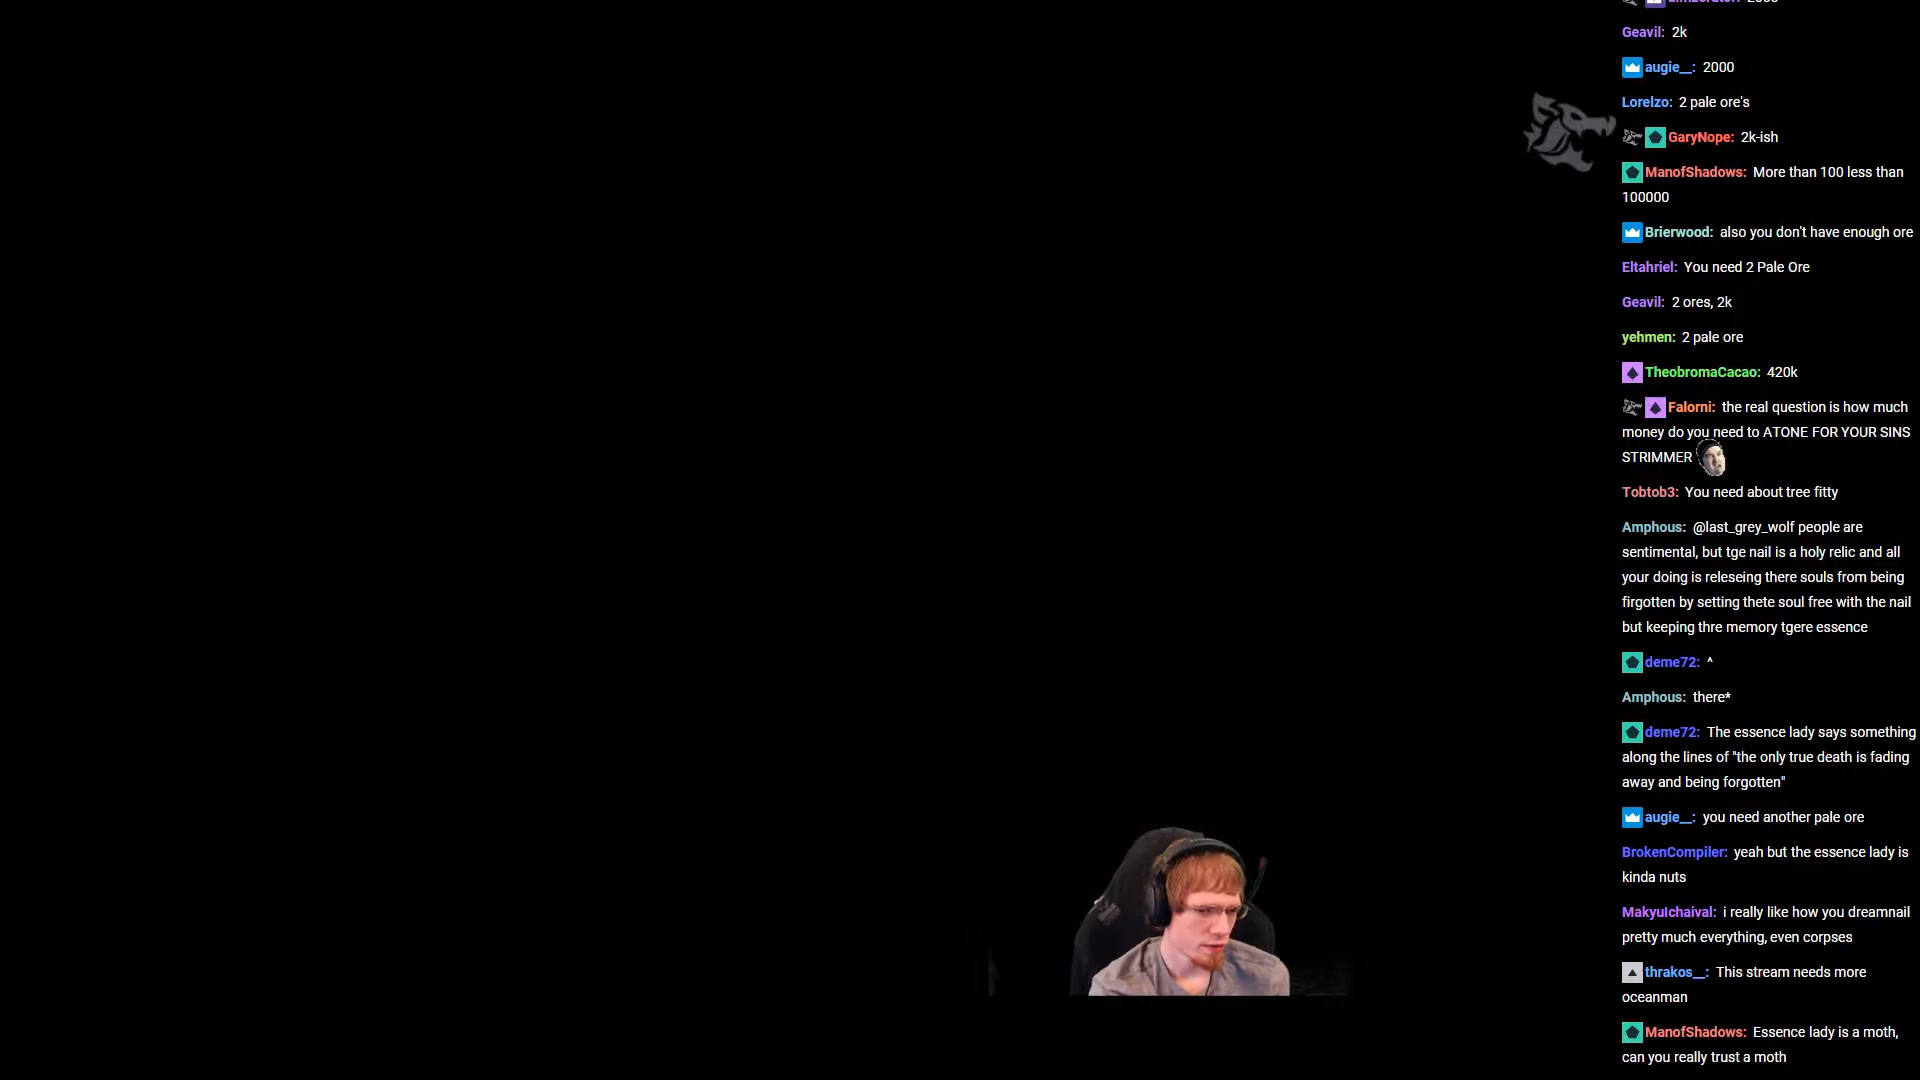 Geavil: 2k
augie__: 2000
Lorelzo: 2 pale ore's
GaryNope: 2k-ish
ManofShadows: More than 100 less than
100000
Brierwood: also you don't have enough ore
Eltahriel: You need 2 Pale Ore
Geavil: 2 ores, 2k
yehmen: 2 pale ore
TheobromaCacao: 420k
Falorni: the real question is how much
money do you need to ATONE FOR YOUR SINS
STRIMMER
Tobtob3: You need about tree fitty
Amphous: @last_grey_wolf people are
sentimental, but tge nail is a holy relic and all
your doing is releseing there souls from being
firgotten by setting thete soul free with the nail
but keeping thre memory tgere essence
deme72: ^
Amphous: there*
deme72: The essence lady says something
along the lines of "the only true death is fading
away and being forgotten"
augie__: you need another pale ore
BrokenCompiler: yeah but the essence lady is
kinda nuts
MakyuIchaival: i really like how you dreamnail
pretty much everything, even corpses
thrakos__: This stream needs more
oceanman
ManofShadows: Essence lady is a moth,
can you really trust a moth